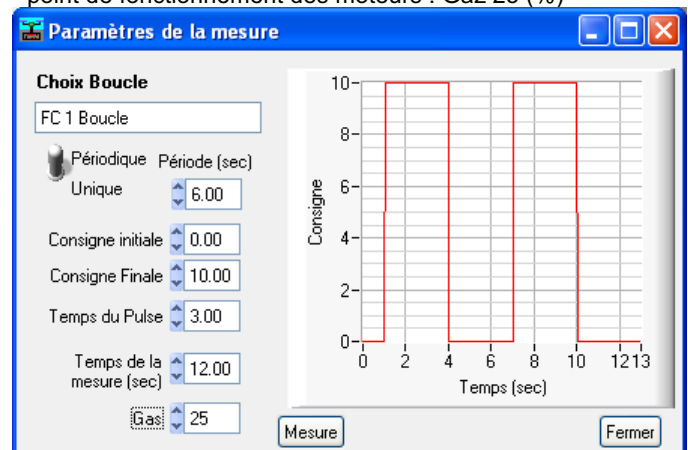 point de fonctionnement des moteurs : Gaz 25 (%)
Paramètres de la mesure
Choix Boucle
FC 1 Boucle
Périodique Période (sec)
Unique 6.00
Consigne initiale 0.00
Consigne Finale 10.00
Temps du Pulse 3.00
Temps de la
mesure (sec) 12.00
Gas 25
Consigne
10
8
6
4
2
0
0 2 4 6 8 10 12 13
Temps (sec)
Mesure
Fermer